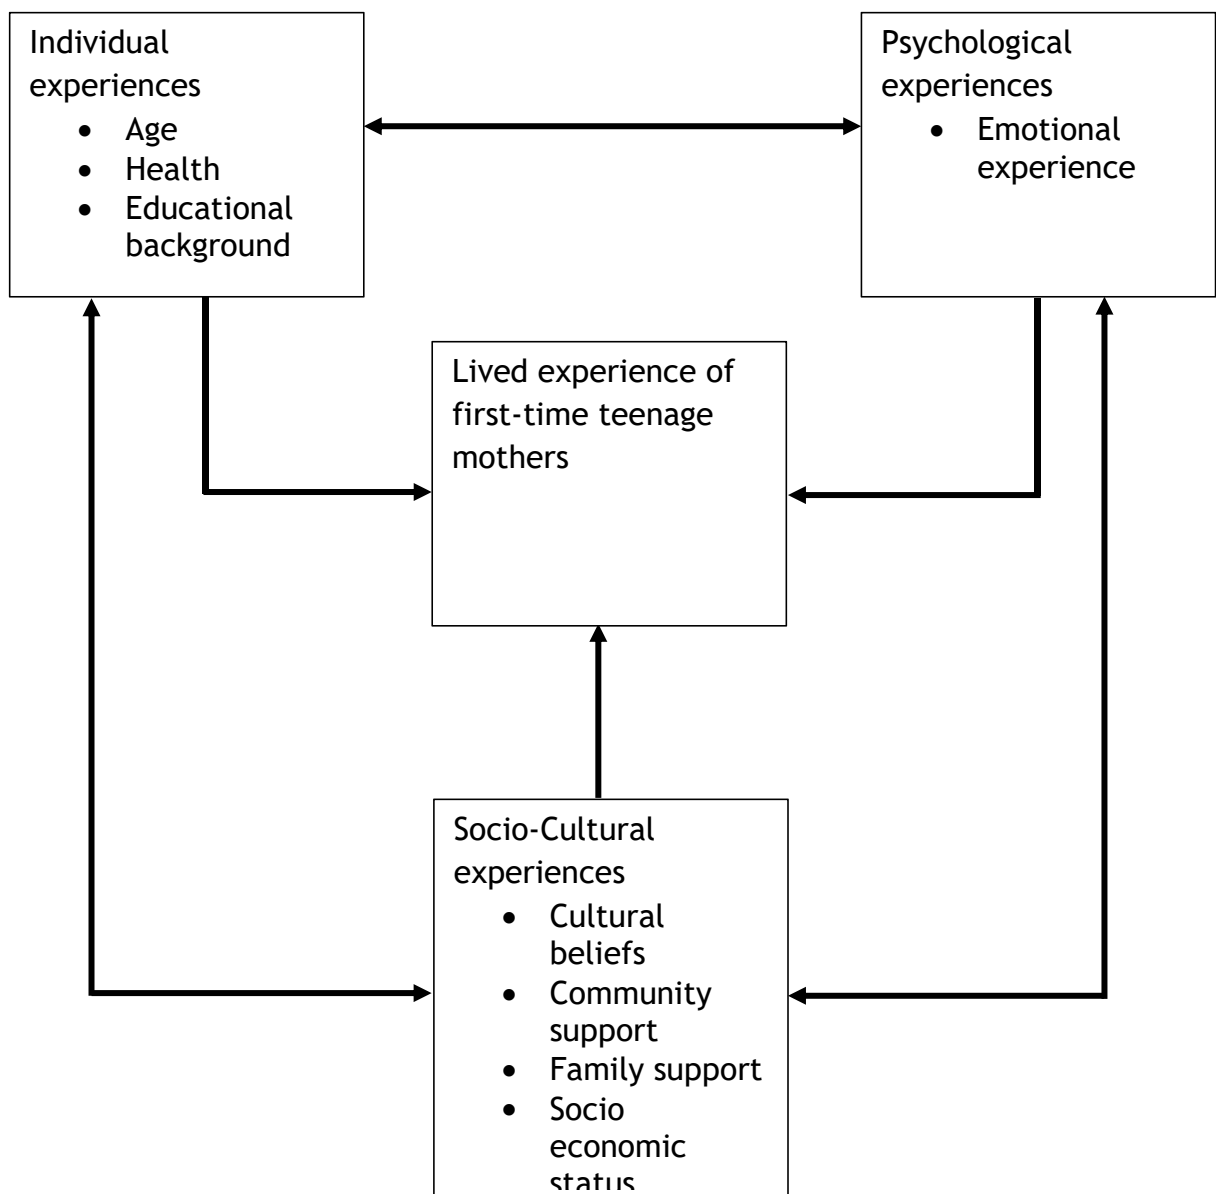 Individual
experiences
• Age
• Health
• Educational
background
Psychological
experiences
• Emotional
experience
Lived experience of
first-time teenage
mothers
Socio-Cultural
experiences
• Cultural
beliefs
• Community
support
• Family support
• Socio
economic
status